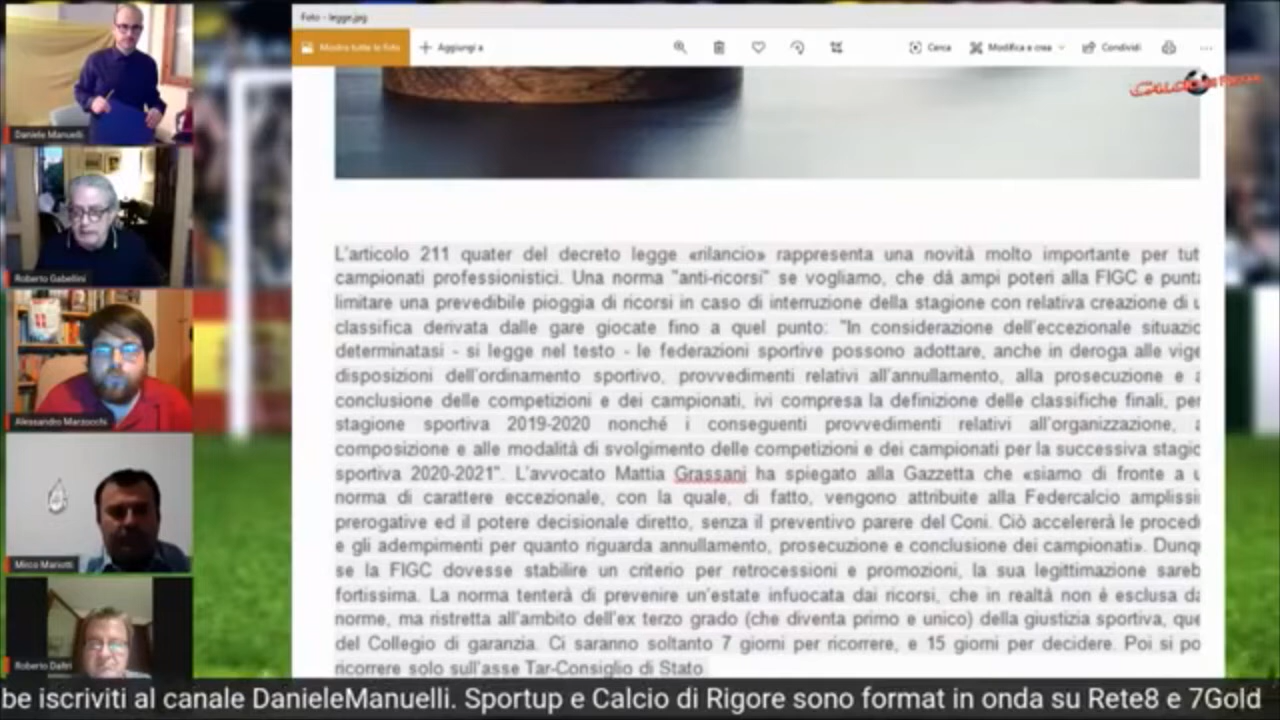 Foto - legge.jpg
Mostra tutte le foto
Aggiungi a
Cerca
Modifica e crea
Condividi
Daniele Manuelli
Roberto Gabellini
Alessandro Marzocchi
Mirco Mariotti
Roberto Daltri
L'articolo 211 quater del decreto legge «rilancio» rappresenta una novità molto importante per tut
campionati professionistici. Una norma "anti-ricorsi" se vogliamo, che dà ampi poteri alla FIGC e punta
limitare una prevedibile pioggia di ricorsi in caso di interruzione della stagione con relativa creazione di u
classifica derivata dalle gare giocate fino a quel punto: "In considerazione dell'eccezionale situazio
determinatasi - si legge nel testo - le federazioni sportive possono adottare, anche in deroga alle vige
disposizioni dell'ordinamento sportivo, provvedimenti relativi all'annullamento, alla prosecuzione e a
conclusione delle competizioni e dei campionati, ivi compresa la definizione delle classifiche finali, per
stagione sportiva 2019-2020 nonché i conseguenti provvedimenti relativi all'organizzazione, a
composizione e alle modalità di svolgimento delle competizioni e dei campionati per la successiva stagio
sportiva 2020-2021". L'avvocato Mattia Grassani ha spiegato alla Gazzetta che «siamo di fronte a u
norma di carattere eccezionale, con la quale, di fatto, vengono attribuite alla Federcalcio amplissi
prerogative ed il potere decisionale diretto, senza il preventivo parere del Coni. Ciò accelererà le procedu
e gli adempimenti per quanto riguarda annullamento, prosecuzione e conclusione dei campionati». Dunqu
se la FIGC dovesse stabilire un criterio per retrocessioni e promozioni, la sua legittimazione sareb
fortissima. La norma tenterà di prevenire un'estate infuocata dai ricorsi, che in realtà non è esclusa da
norme, ma ristretta all'ambito dell'ex terzo grado (che diventa primo e unico) della giustizia sportiva, que
del Collegio di garanzia. Ci saranno soltanto 7 giorni per ricorrere, e 15 giorni per decidere. Poi si po
ricorrere solo sull'asse Tar-Consiglio di Stato
be iscriviti al canale DanieleManuelli. Sportup e Calcio di Rigore sono format in onda su Rete8 e 7Gold